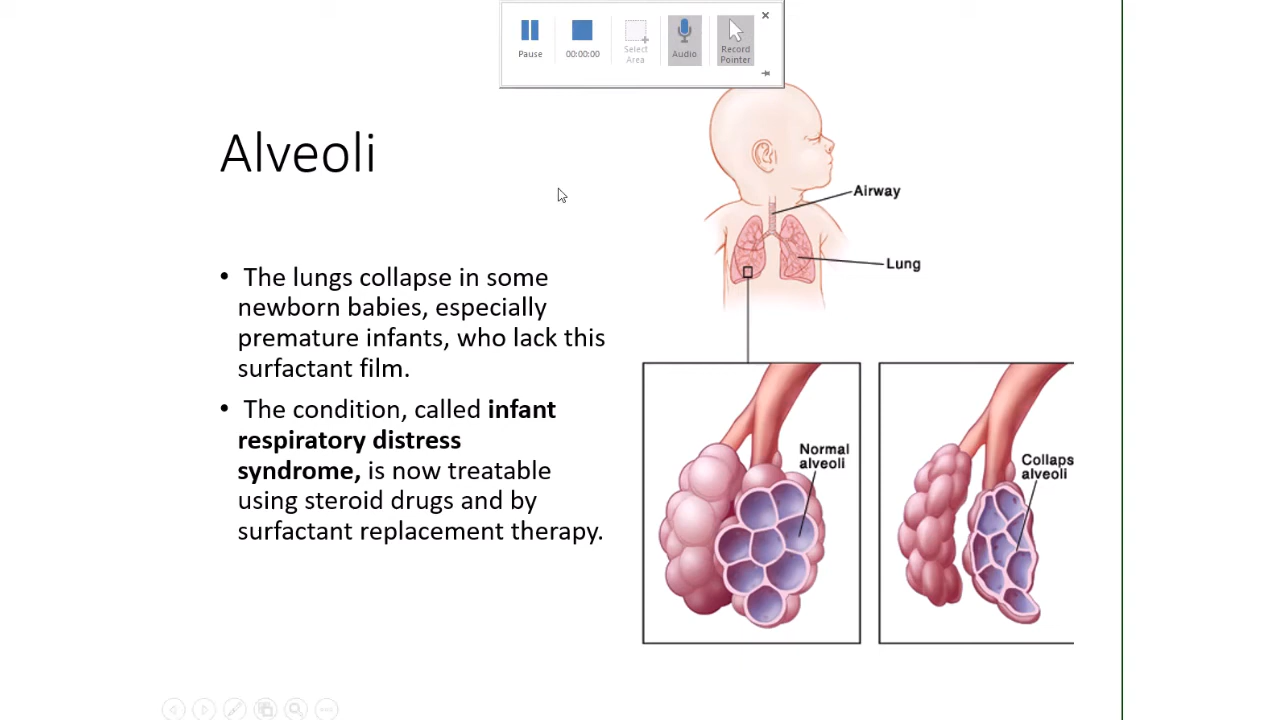 Pause
00:00:00
Select
Area
Audio
Record
Pointer
Alveoli
Airway
Lung
• The lungs collapse in some
newborn babies, especially
premature infants, who lack this
surfactant film.
• The condition, called infant
respiratory distress
syndrome, is now treatable
using steroid drugs and by
surfactant replacement therapy.
Normal
alveoli
Collaps
alveoli